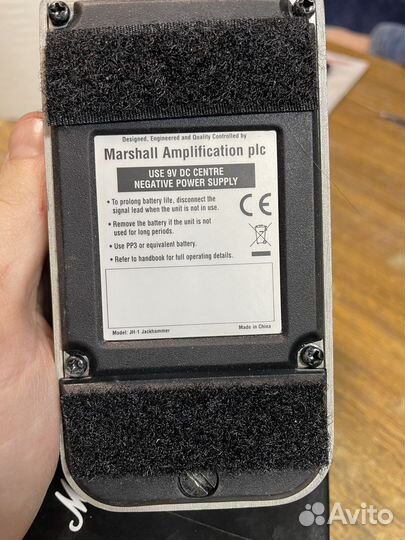 Designed, Engineered and Quality Controlled by
Marshall Amplification plc
USE 9V DC CENTRE
NEGATIVE POWER SUPPLY
• To prolong battery life, disconnect the
signal lead when the unit is not in use.
• Remove the battery if the unit is not
used for long periods.
• Use PP3 or equivalent battery.
• Refer to handbook for full operating details.
CE
Model: JH-1 Jackhammer
Made in China
M
Avito